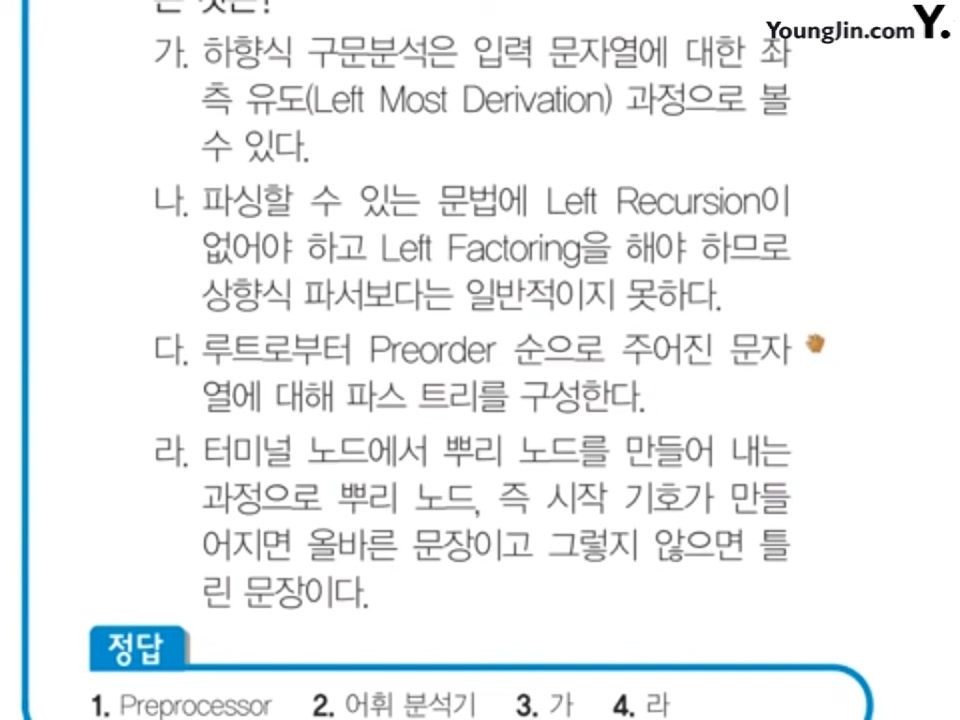 는 것은?
YoungJin.com Y.
가. 하향식 구문분석은 입력 문자열에 대한 좌
측 유도(Left Most Derivation) 과정으로 볼
수 있다.
나. 파싱할 수 있는 문법에 Left Recursion이
없어야 하고 Left Factoring을 해야 하므로
상향식 파서보다는 일반적이지 못하다.
다. 루트로부터 Preorder 순으로 주어진 문자
열에 대해 파스 트리를 구성한다.
라. 터미널 노드에서 뿌리 노드를 만들어 내는
과정으로 뿌리 노드, 즉 시작 기호가 만들
어지면 올바른 문장이고 그렇지 않으면 틀
린 문장이다.
정답
1. Preprocessor 2. 어휘 분석기 3. 가 4. 라